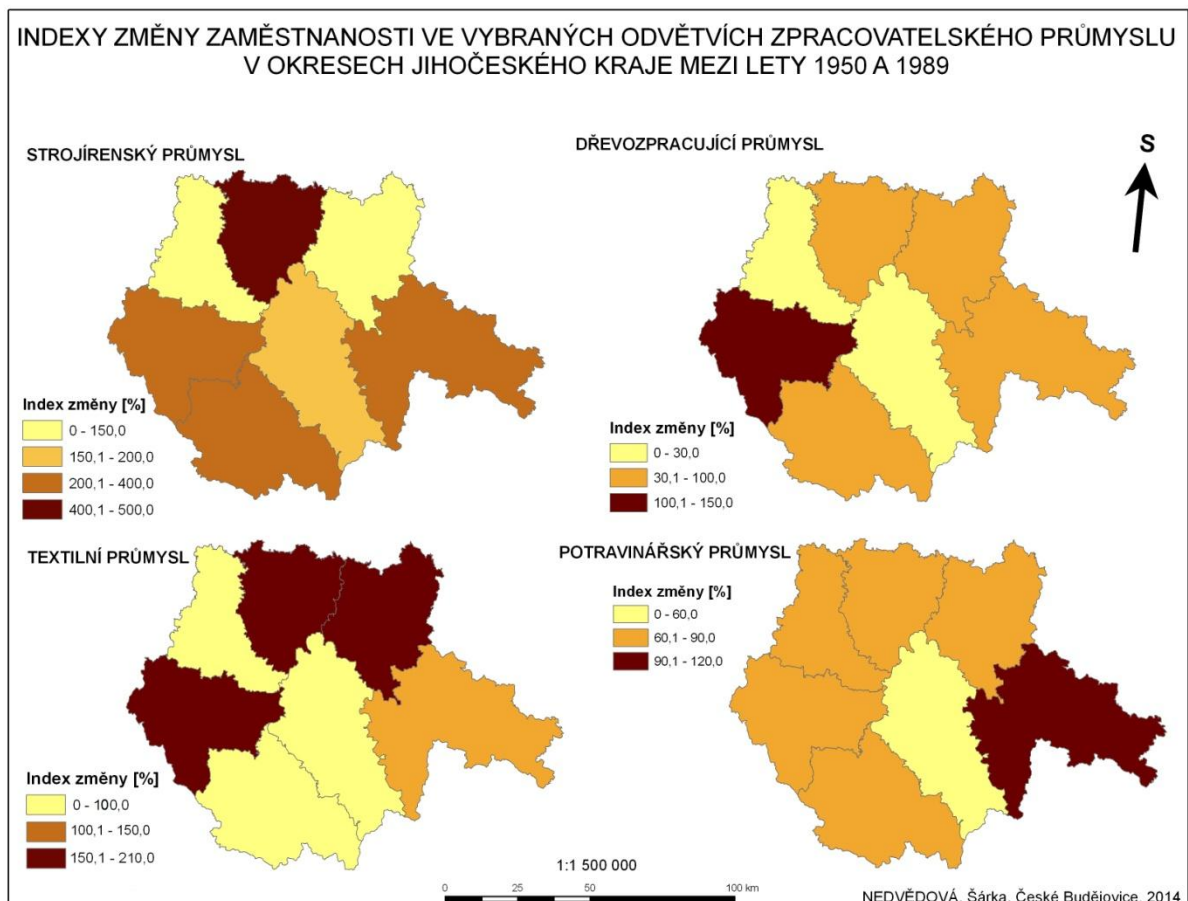 INDEXY ZMĚNY ZAMĚSTNANOSTI VE VYBRANÝCH ODVĚTVÍCH ZPRACOVATELSKÉHO PRŮMYSLU
V OKRESECH JIHOČESKÉHO KRAJE MEZI LETY 1950 A 1989
STROJÍRENSKÝ PRŮMYSL
Index změny [%]
0 - 150,0
150,1 - 200,0
200,1 - 400,0
400,1 - 500,0
DŘEVOZPRACUJÍCÍ PRŮMYSL
S
Index změny [%]
0 - 30,0
30,1 - 100,0
100,1 - 150,0
TEXTILNÍ PRŮMYSL
Index změny [%]
0 - 100,0
100,1 - 150,0
150,1 - 210,0
POTRAVINÁŘSKÝ PRŮMYSL
Index změny [%]
0 - 60,0
60,1 - 90,0
90,1 - 120,0
1:1 500 000
0 25 50 100 km
NEDVĚDOVÁ, Šárka, České Budějovice, 2014